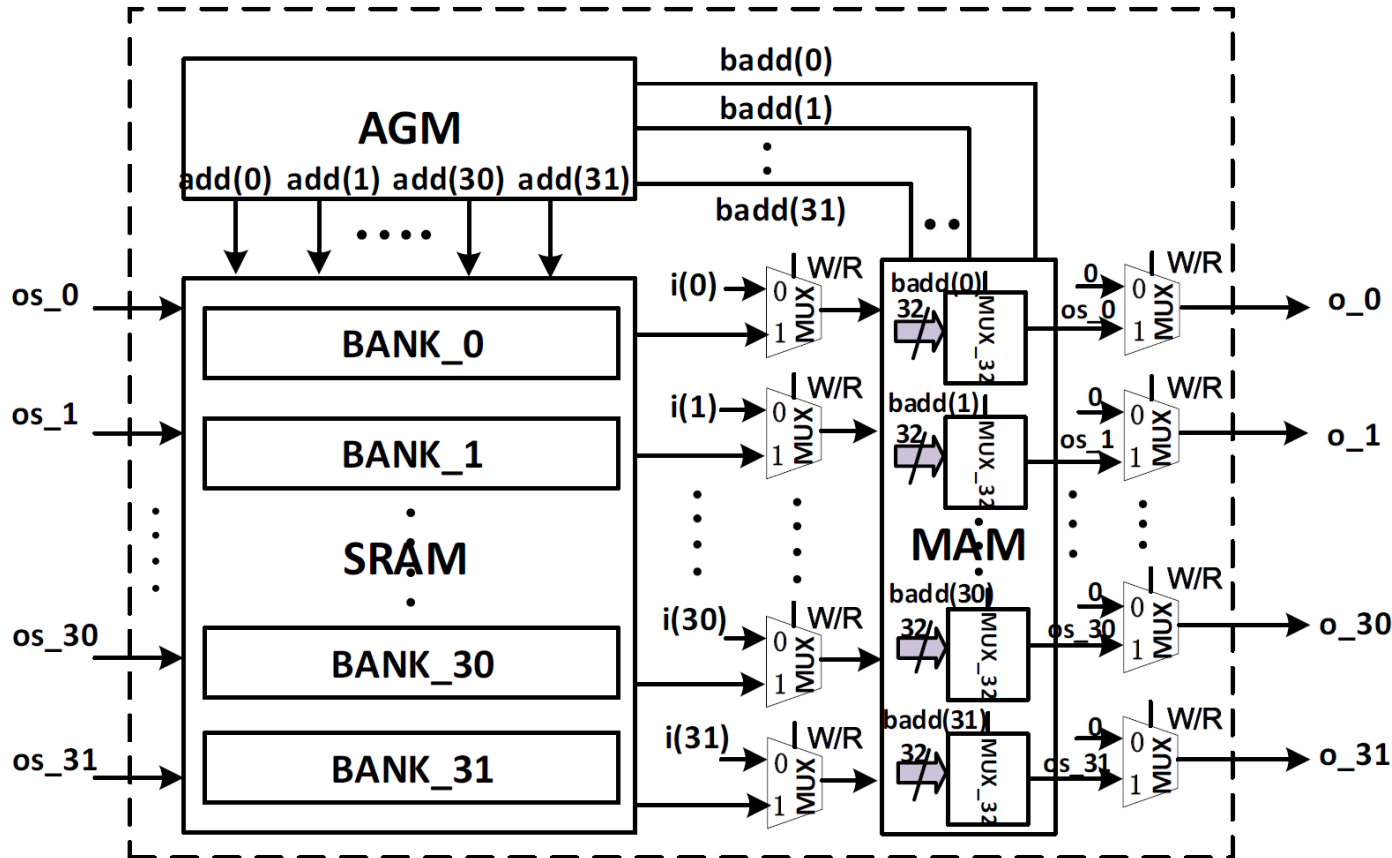 badd(0)
AGM
badd(1)
add(0) add(1) add(30) add(31)
badd(31)
os_0
BANK_0
i(0)
0
1
MUX
W/R
badd(0)
32
MUX_32
0
os_0
0
1
MUX
W/R
o_0
os_1
BANK_1
i(1)
0
1
MUX
W/R
badd(1)
32
MUX_32
0
os_1
0
1
MUX
W/R
o_1
SRAM
MAM
os_30
BANK_30
i(30)
0
1
MUX
W/R
badd(30)
32
MUX_32
0
os_30
0
1
MUX
W/R
o_30
os_31
BANK_31
i(31)
0
1
MUX
W/R
badd(31)
32
MUX_32
0
os_31
0
1
MUX
W/R
o_31